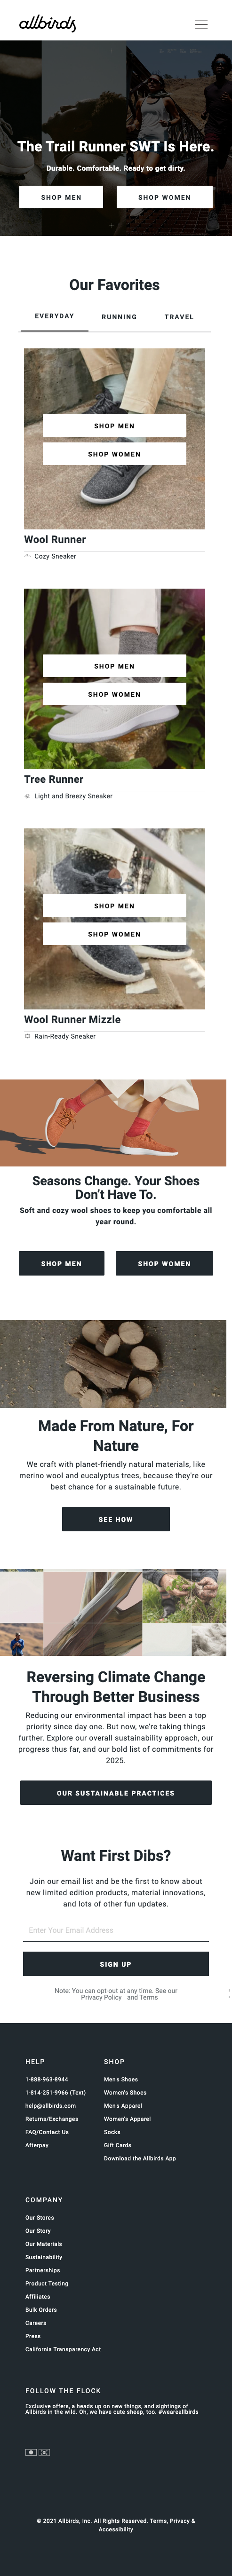 allbirds
The Trail Runner SWT Is Here.
Durable. Comfortable. Ready to get dirty.
SHOP MEN
SHOP WOMEN
Our Favorites
EVERYDAY
RUNNING
TRAVEL
SHOP MEN
SHOP WOMEN
Wool Runner
Cozy Sneaker
SHOP MEN
SHOP WOMEN
Tree Runner
Light and Breezy Sneaker
SHOP MEN
SHOP WOMEN
Wool Runner Mizzle
Rain-Ready Sneaker
Seasons Change. Your Shoes
Don't Have To.
Soft and cozy wool shoes to keep you comfortable all
year round.
SHOP MEN
SHOP WOMEN
Made From Nature, For
Nature
We craft with planet-friendly natural materials, like
merino wool and eucalyptus trees, because they're our
best chance for a sustainable future.
SEE HOW
Reversing Climate Change
Through Better Business
Reducing our environmental impact has been a top
priority since day one. But now, we're taking things
further. Explore our overall sustainability approach, our
progress thus far, and our bold list of commitments for
2025.
OUR SUSTAINABLE PRACTICES
Want First Dibs?
Join our email list and be the first to know about
new limited edition products, material innovations,
and lots of other fun updates.
Enter Your Email Address
SIGN UP
Note: You can opt-out at any time. See our
Privacy Policy and Terms
HELP
1-888-963-8944
1-814-251-9966 (Text)
help@allbirds.com
Returns/Exchanges
FAQ/Contact Us
Afterpay
SHOP
Men's Shoes
Women's Shoes
Men's Apparel
Women's Apparel
Socks
Gift Cards
Download the Allbirds App
COMPANY
Our Stores
Our Story
Our Materials
Sustainability
Partnerships
Product Testing
Affiliates
Bulk Orders
Careers
Press
California Transparency Act
FOLLOW THE FLOCK
Exclusive offers, a heads up on new things, and sightings of
Allbirds in the wild. Oh, we have cute sheep, too. #weareallbirds
© 2021 Allbirds, Inc. All Rights Reserved. Terms, Privacy &
Accessibility